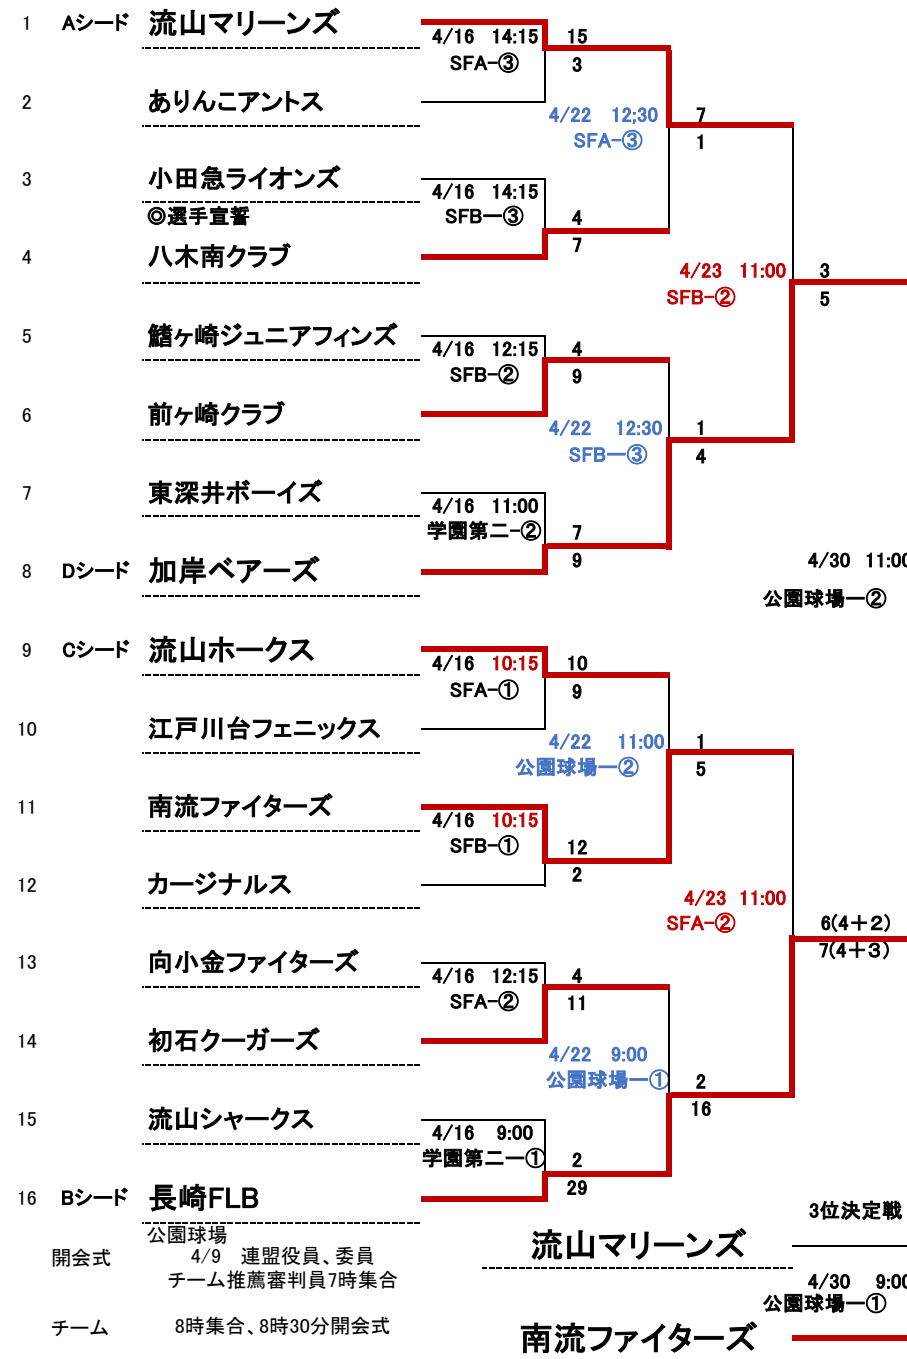 1 Aシード 流山マリーンズ
4/16 14:15 15
SFA-③ 3
2 ありんこアントス
4/22 12;30 7
SFA-③ 1
3 小田急ライオンズ
4/16 14:15
◎選手宣誓 SFB－③ 4
7
4 八木南クラブ
4/23 11:00 3
SFB-② 5
5 鰭ヶ崎ジュニアフィンズ
4/16 12:15 4
SFB-② 9
6 前ヶ崎クラブ
4/22 12:30 1
SFB－③ 4
7 東深井ボーイズ
4/16 11:00
学園第二-② 7
9
4/30 11:00
8 Dシード 加岸ベアーズ
公園球場－②
9 Cシード 流山ホークス
4/16 10:15 10
SFA-① 9
10 江戸川台フェニックス
4/22 11:00 1
公園球場－② 5
11 南流ファイターズ
4/16 10:15
SFB-① 12
2
12 カージナルス
4/23 11:00
SFA-② 6(4＋2)
7(4＋3)
13 向小金ファイターズ
4/16 12:15 4
SFA-② 11
14 初石クーガーズ
4/22 9:00
公園球場－① 2
16
15 流山シャークス
4/16 9:00
学園第二－① 2
29
16 Bシード 長崎FLB
3位決定戦
公園球場
開会式 4/9 連盟役員、委員
チーム推薦審判員7時集合
流山マリーンズ
4/30 9:00
公園球場－①
チーム 8時集合、8時30分開会式
南流ファイターズ